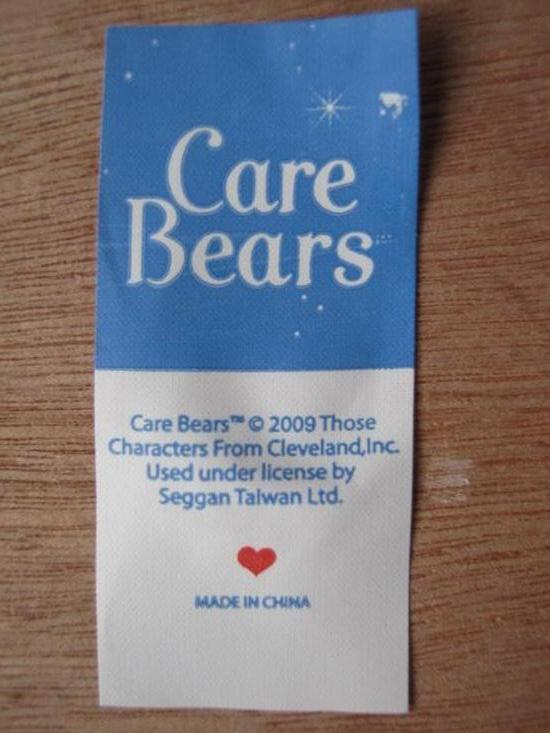 Care
Bears
Care Bears™ © 2009 Those
Characters From Cleveland,Inc.
Used under license by
Seggan Taiwan Ltd.
MADE IN CHINA